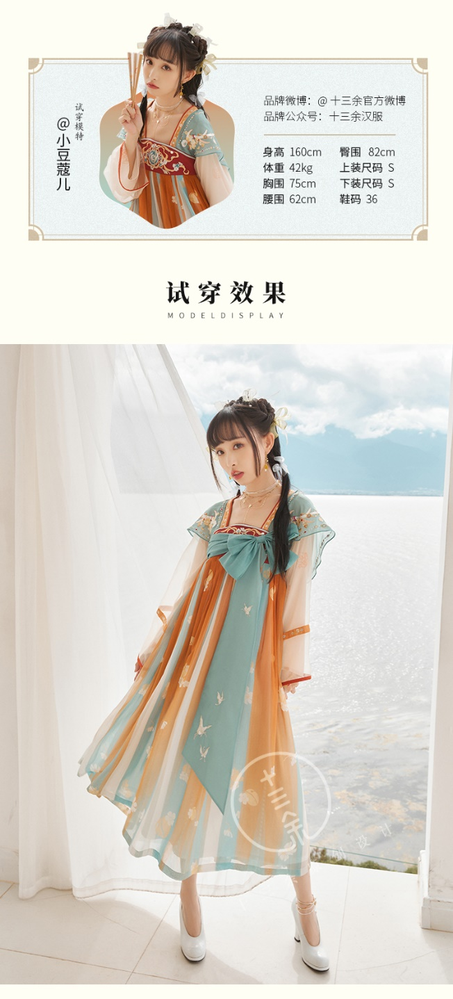 试穿模特
@小豆蔻儿
品牌微博：@ 十三余官方微博
品牌公众号：十三余汉服
身高 160cm 臀围 82cm
体重 42kg 上装尺码 S
胸围 75cm 下装尺码 S
腰围 62cm 鞋码 36
试穿效果
MODELDISPLAY
十三余